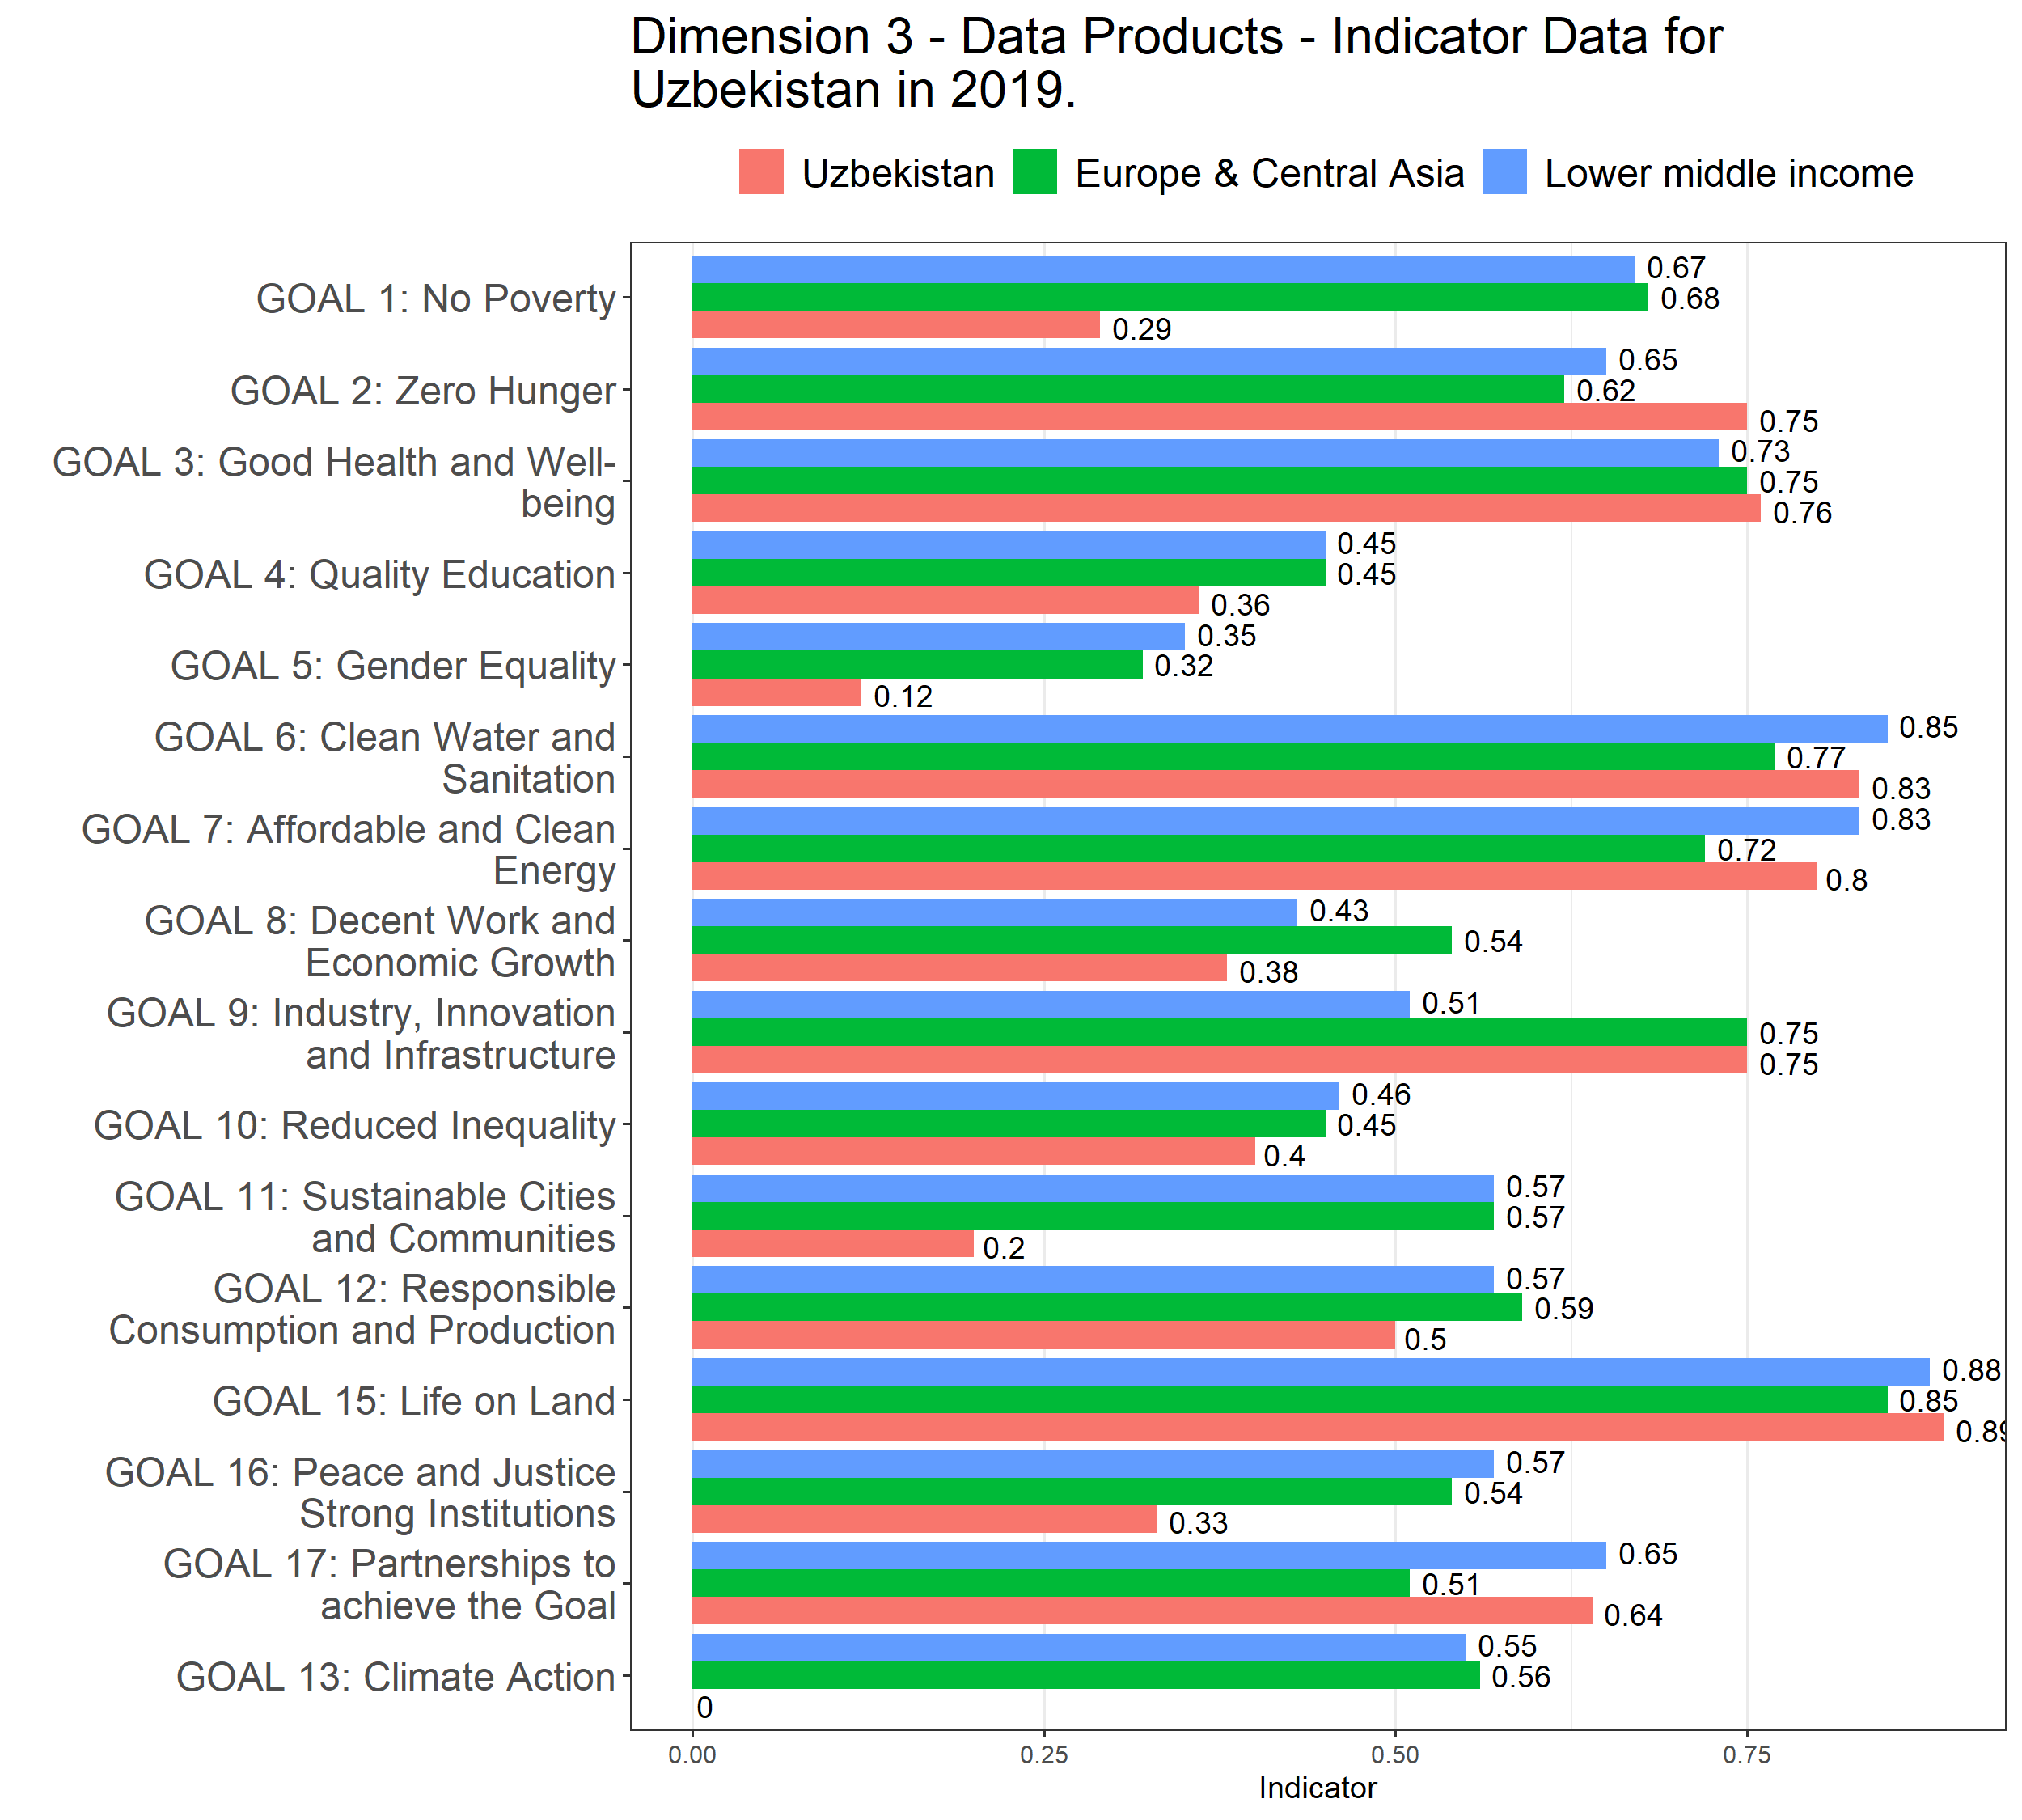 Dimension 3 - Data Products - Indicator Data for
Uzbekistan in 2019.
Uzbekistan Europe & Central Asia Lower middle income
GOAL 1: No Poverty
0.67
0.68
0.29
GOAL 2: Zero Hunger
0.65
0.62
0.75
GOAL 3: Good Health and Well-
being
0.73
0.75
0.76
GOAL 4: Quality Education
0.45
0.45
0.36
GOAL 5: Gender Equality
0.35
0.32
0.12
GOAL 6: Clean Water and
Sanitation
0.85
0.77
0.83
GOAL 7: Affordable and Clean
Energy
0.83
0.72
0.8
GOAL 8: Decent Work and
Economic Growth
0.43
0.54
0.38
GOAL 9: Industry, Innovation
and Infrastructure
0.51
0.75
0.75
GOAL 10: Reduced Inequality
0.46
0.45
0.4
GOAL 11: Sustainable Cities
and Communities
0.57
0.57
0.2
GOAL 12: Responsible
Consumption and Production
0.57
0.59
0.5
GOAL 15: Life on Land
0.88
0.85
0.89
GOAL 16: Peace and Justice
Strong Institutions
0.57
0.54
0.33
GOAL 17: Partnerships to
achieve the Goal
0.65
0.51
0.64
GOAL 13: Climate Action
0.55
0.56
0
0.00 0.25 0.50 0.75
Indicator